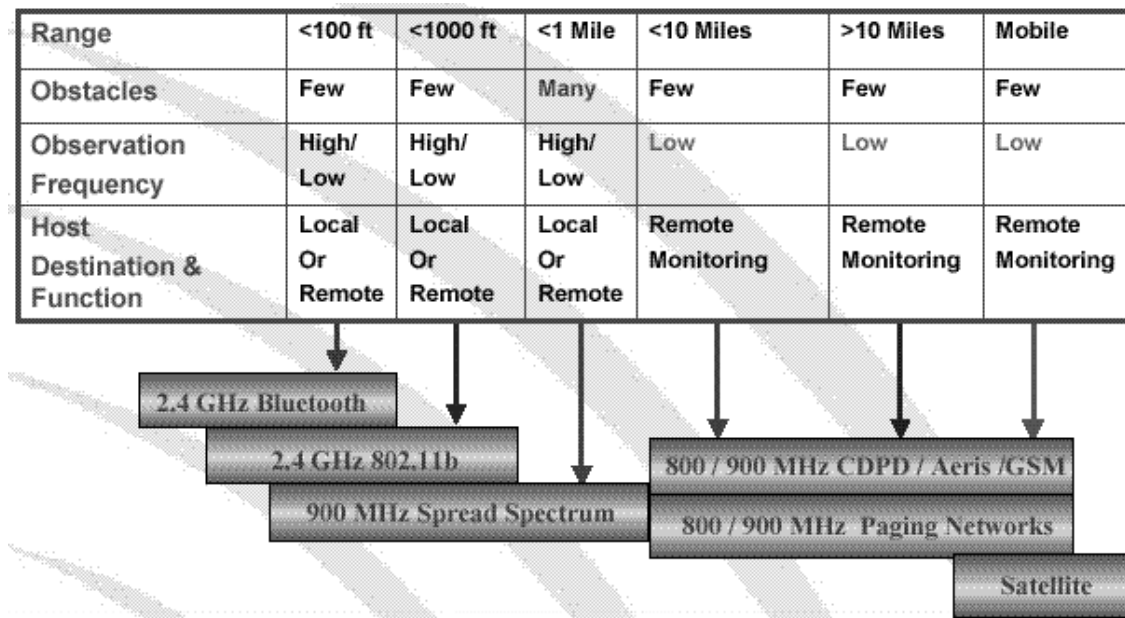 Range <100 ft <1000 ft <1 Mile <10 Miles >10 Miles Mobile
Obstacles Few Few Many Few Few Few
Observation High/ High/ High/ Low Low Low
Frequency Low Low Low
Host Local Local Local Remote Remote Remote
Destination & Or Or Or Monitoring Monitoring Monitoring
Function Remote Remote Remote
2.4 GHz Bluetooth
2.4 GHz 802.11b
800 / 900 MHz CDPD / Aeris /GSM
900 MHz Spread Spectrum
800 / 900 MHz Paging Networks
Satellite